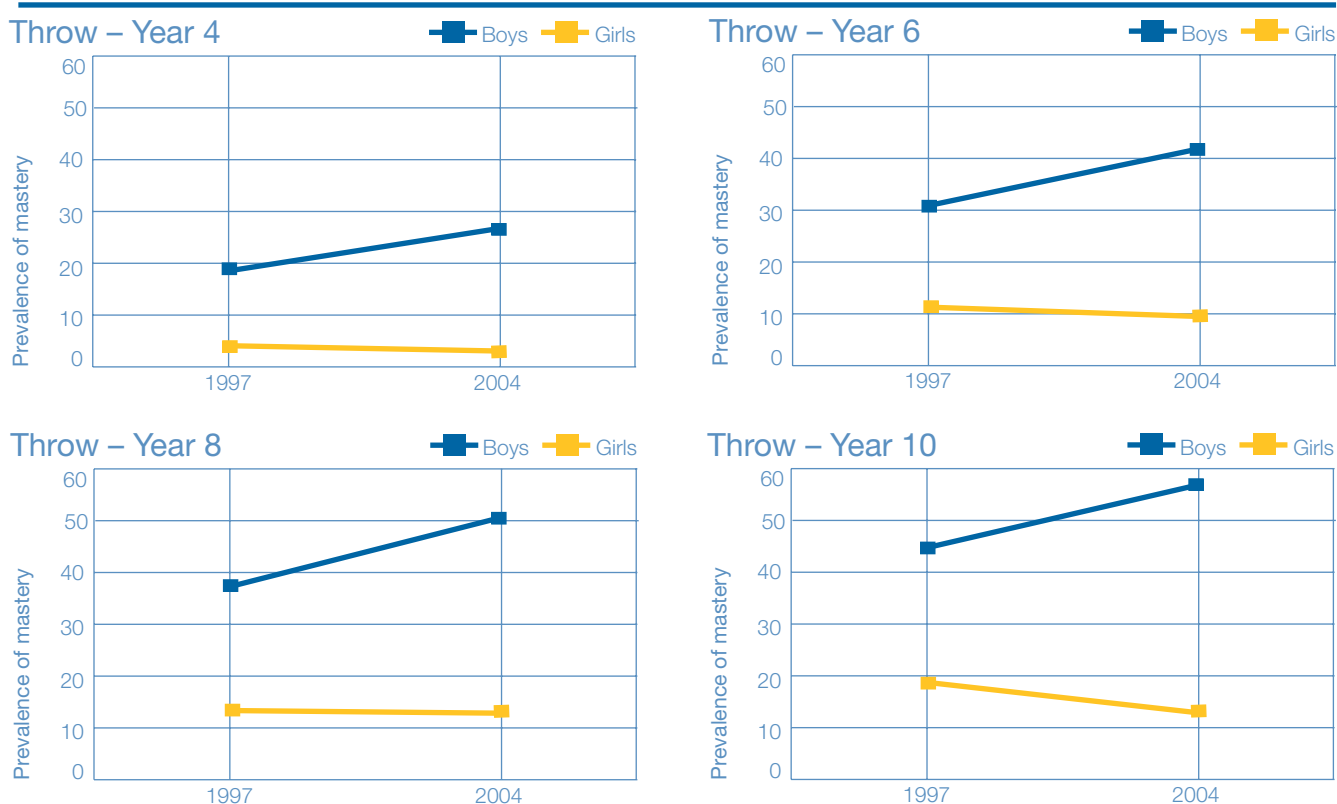 Throw – Year 4
Boys Girls
60
50
40
30
20
10
0
Prevalence of mastery
1997 2004
Throw – Year 6
Boys Girls
60
50
40
30
20
10
0
Prevalence of mastery
1997 2004
Throw – Year 8
Boys Girls
60
50
40
30
20
10
0
Prevalence of mastery
1997 2004
Throw – Year 10
Boys Girls
60
50
40
30
20
10
0
Prevalence of mastery
1997 2004